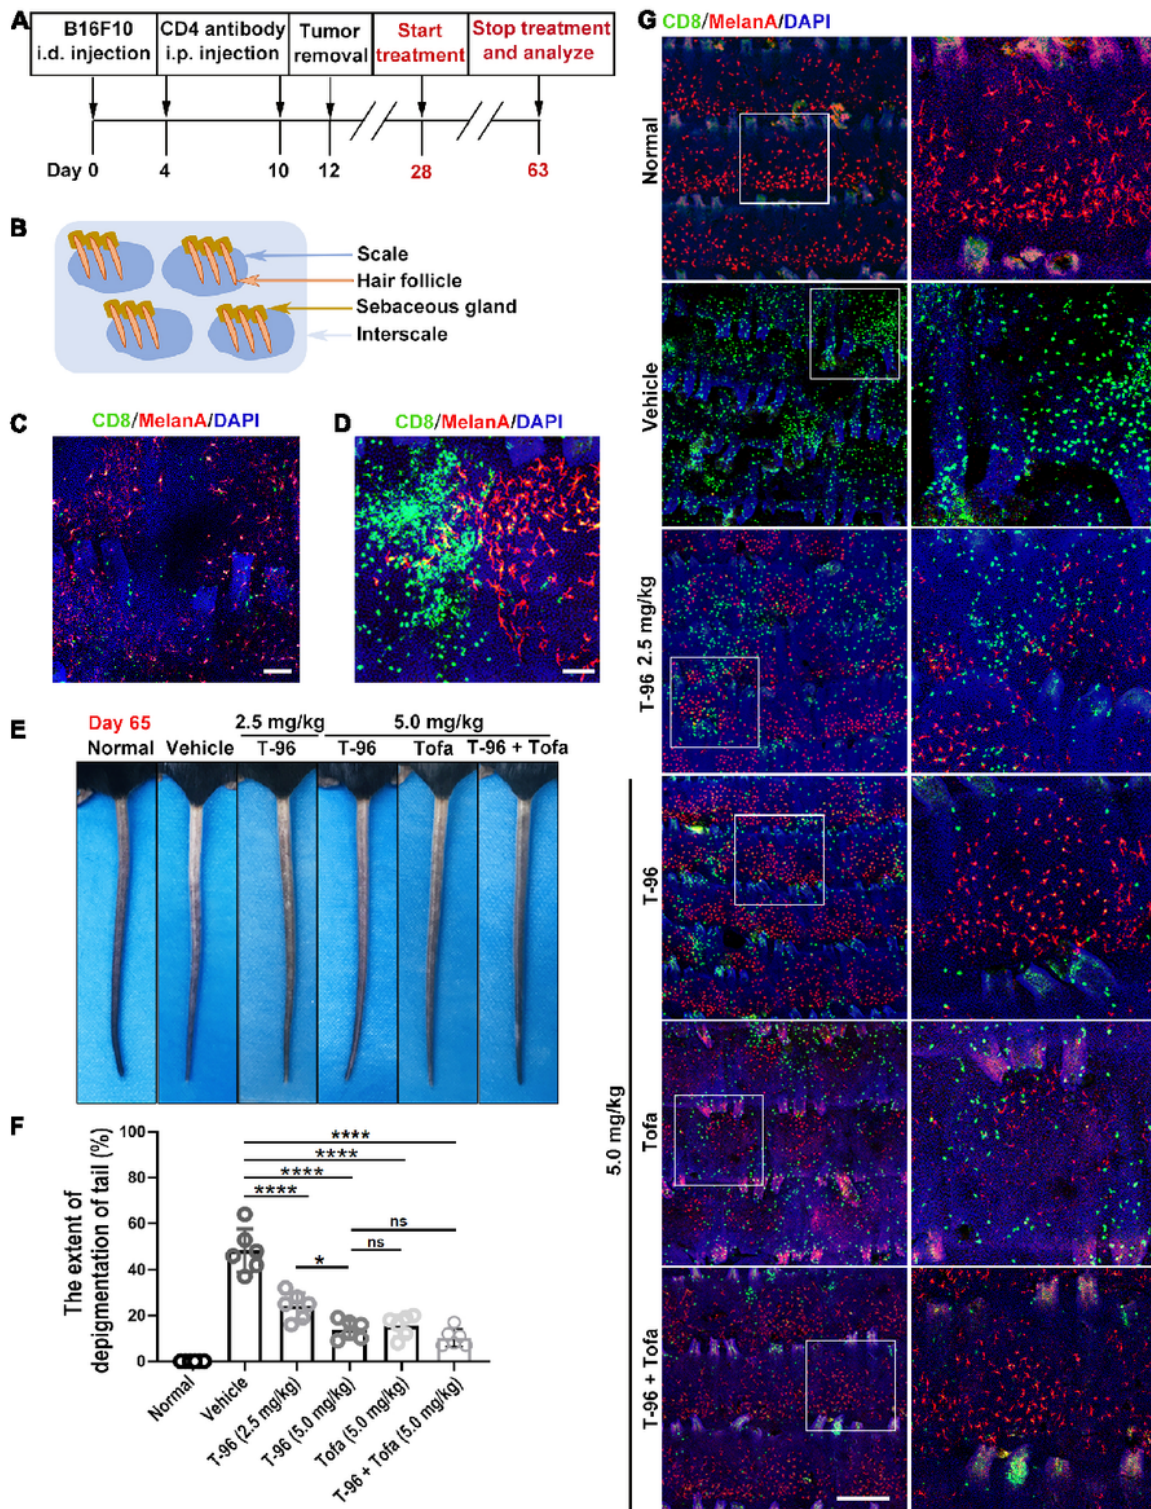 A
B16F10
i.d. injection
CD4 antibody
i.p. injection
Tumor
removal
Start
treatment
Stop treatment
and analyze
Day 0
4
10
12
28
63
B
Scale
Hair follicle
Sebaceous gland
Interscale
C
CD8/MelanA/DAPI
D
CD8/MelanA/DAPI
E
Day 65
2.5 mg/kg
5.0 mg/kg
Normal
Vehicle
T-96
T-96
Tofa
T-96 + Tofa
F
The extent of
depigmentation of tail (%)
100
80
60
40
20
0
****
****
****
****
*
ns
ns
Normal
Vehicle
T-96 (2.5 mg/kg)
T-96 (5.0 mg/kg)
Tofa (5.0 mg/kg)
T-96 + Tofa (5.0 mg/kg)
G
CD8/MelanA/DAPI
Normal
Vehicle
T-96 2.5 mg/kg
5.0 mg/kg
T-96
Tofa
T-96 + Tofa